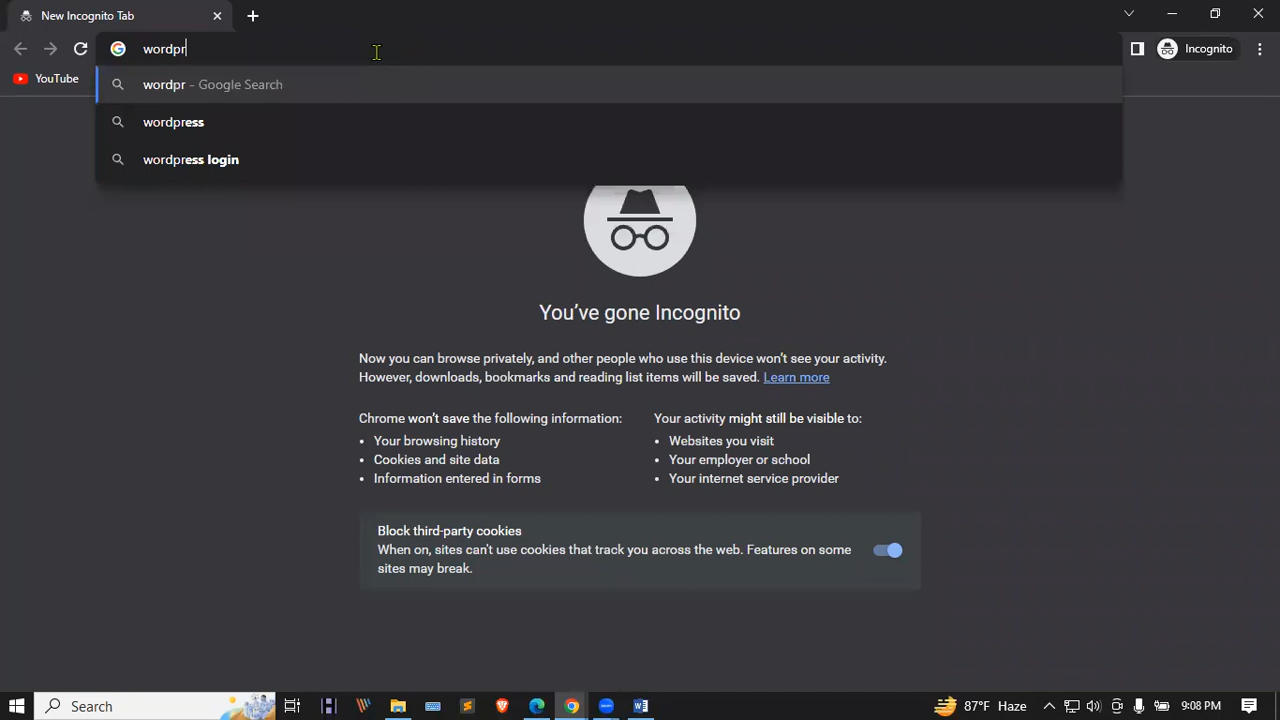 New Incognito Tab
wordpr
Incognito
wordpr - Google Search
YouTube
wordpress
wordpress login
You've gone Incognito
Now you can browse privately, and other people who use this device won't see your activity.
However, downloads, bookmarks and reading list items will be saved. Learn more
Chrome won't save the following information:
• Your browsing history
• Cookies and site data
• Information entered in forms
Your activity might still be visible to:
• Websites you visit
• Your employer or school
• Your internet service provider
Block third-party cookies
When on, sites can't use cookies that track you across the web. Features on some
sites may break.
Search
87°F Haze
9:08 PM